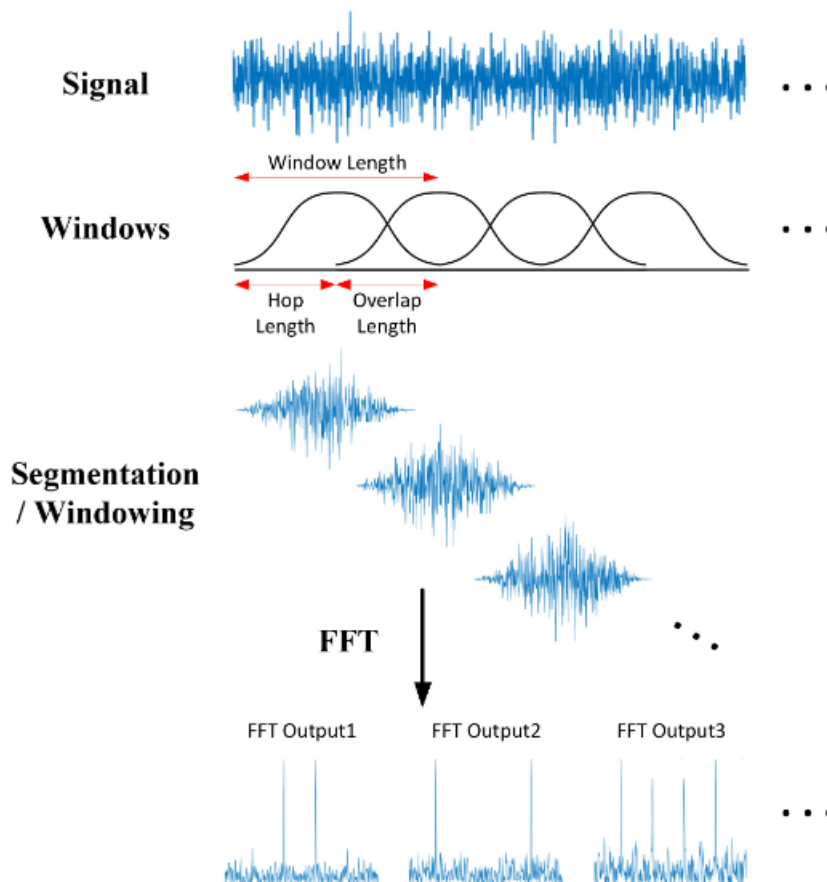 Signal
Window Length
Windows
Hop
Length
Overlap
Length
Segmentation
/ Windowing
FFT
FFT Output1
FFT Output2
FFT Output3